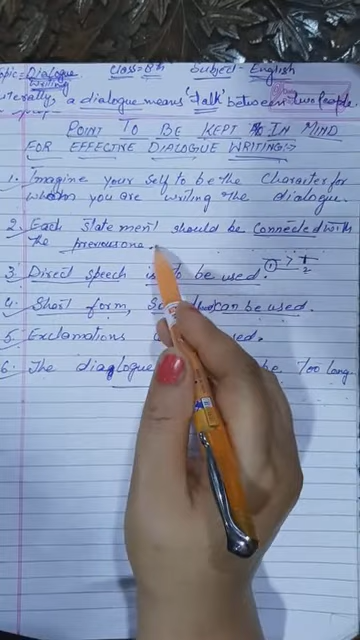 Topic= Dialogue Class=8th Subject-English
Writing
Literally, a dialogue means 'talk' between two people.
POINT TO BE KEPT IN MIND
FOR EFFECTIVE DIALOGUE WRITING:-
1. Imagine your self to be the Character for
whom you are writing the dialogue.
2. Each Statement should be Connected with
the previousone.
3. Direct speech is to be used.
4. Short form, can be used.
5. Exclamations used.
6. The dialogue be Too long